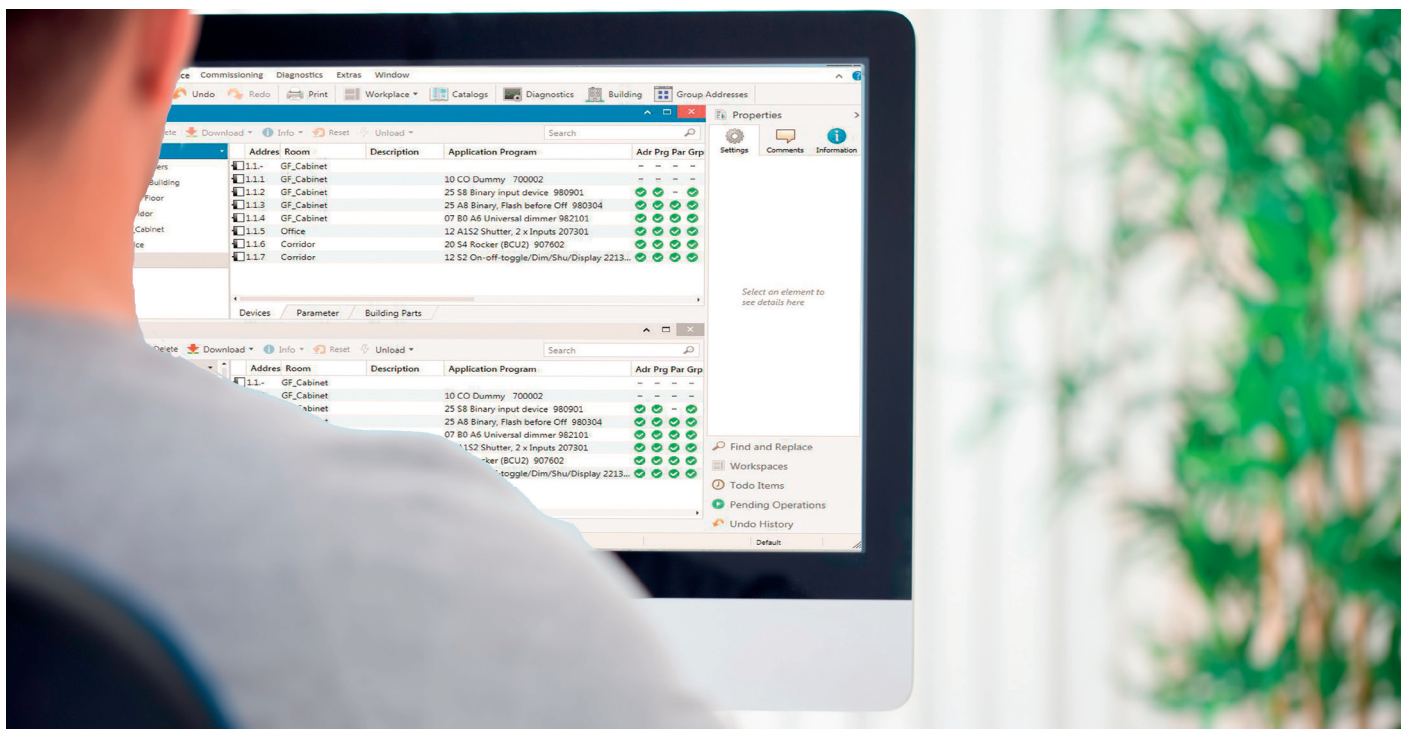 ce Commissioning Diagnostics Extras Window
Undo Redo Print Workplace Catalogs Diagnostics Building Group Addresses
Properties
ete Download Info Reset Unload Search
Settings Comments Information
Addres Room Description Application Program Adr Prg Par Grp
ers
1.1.- GF_Cabinet - - - -
Building
1.1.1 GF_Cabinet 10 CO Dummy 700002 - - - -
Floor
1.1.2 GF_Cabinet 25 S8 Binary input device 980901 -
idor
1.1.3 GF_Cabinet 25 A8 Binary, Flash before Off 980304
_Cabinet
1.1.4 GF_Cabinet 07 B0 A6 Universal dimmer 982101
ice
1.1.5 Office 12 A1S2 Shutter, 2 x Inputs 207301
1.1.6 Corridor 20 S4 Rocker (BCU2) 907602
1.1.7 Corridor 12 S2 On-off-toggle/Dim/Shu/Display 2213...
Select an element to
see details here
Devices Parameter Building Parts
Delete Download Info Reset Unload Search
Addres Room Description Application Program Adr Prg Par Grp
1.1.- GF_Cabinet - - - -
GF_Cabinet 10 CO Dummy 700002 - - - -
abinet 25 S8 Binary input device 980901 -
25 A8 Binary, Flash before Off 980304
07 B0 A6 Universal dimmer 982101
A1S2 Shutter, 2 x Inputs 207301
cker (BCU2) 907602
f-toggle/Dim/Shu/Display 2213...
Find and Replace
Workspaces
Todo Items
Pending Operations
Undo History
Default